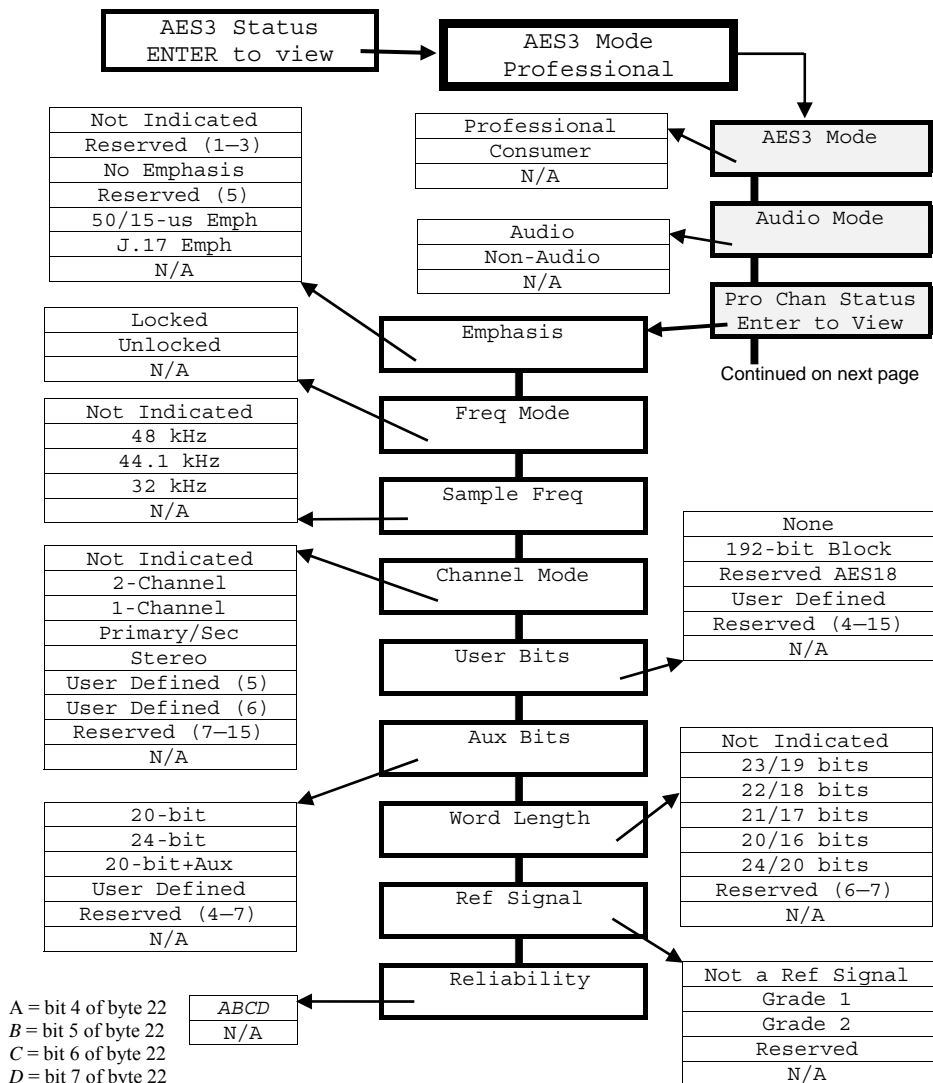 AES3 Status
ENTER to view
AES3 Mode
Professional
Not Indicated
Reserved (1–3)
No Emphasis
Reserved (5)
50/15-us Emph
J.17 Emph
N/A
Professional
Consumer
N/A
AES3 Mode
Audio
Non-Audio
N/A
Audio Mode
Pro Chan Status
Enter to View
Continued on next page
Emphasis
Locked
Unlocked
N/A
Freq Mode
Not Indicated
48 kHz
44.1 kHz
32 kHz
N/A
Sample Freq
Not Indicated
2-Channel
1-Channel
Primary/Sec
Stereo
User Defined (5)
User Defined (6)
Reserved (7–15)
N/A
Channel Mode
None
192-bit Block
Reserved AES18
User Defined
Reserved (4–15)
N/A
User Bits
Aux Bits
20-bit
24-bit
20-bit+Aux
User Defined
Reserved (4–7)
N/A
Word Length
Not Indicated
23/19 bits
22/18 bits
21/17 bits
20/16 bits
24/20 bits
Reserved (6–7)
N/A
Ref Signal
Not a Ref Signal
Grade 1
Grade 2
Reserved
N/A
Reliability
ABCD
N/A
A = bit 4 of byte 22
B = bit 5 of byte 22
C = bit 6 of byte 22
D = bit 7 of byte 22